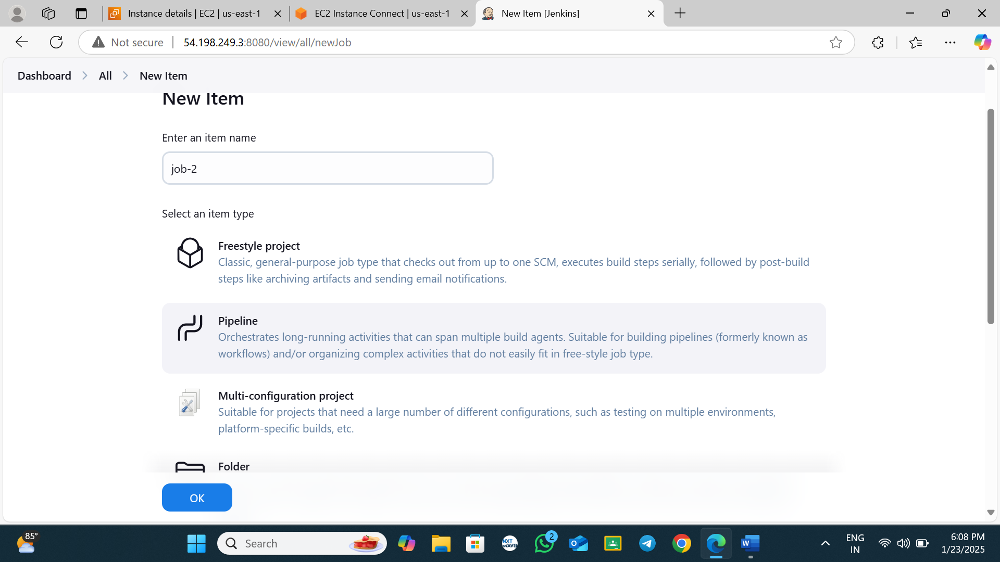 Instance details | EC2 | us-east-1
EC2 Instance Connect | us-east-1
New Item [Jenkins]
Not secure
54.198.249.3:8080/view/all/newJob
Dashboard
All
New Item
New Item
Enter an item name
job-2
Select an item type
Freestyle project
Classic, general-purpose job type that checks out from up to one SCM, executes build steps serially, followed by post-build
steps like archiving artifacts and sending email notifications.
Pipeline
Orchestrates long-running activities that can span multiple build agents. Suitable for building pipelines (formerly known as
workflows) and/or organizing complex activities that do not easily fit in free-style job type.
Multi-configuration project
Suitable for projects that need a large number of different configurations, such as testing on multiple environments,
platform-specific builds, etc.
Folder
OK
85°
Search
NXT
WAVE
2
O
W
ENG
IN
6:08 PM
1/23/2025